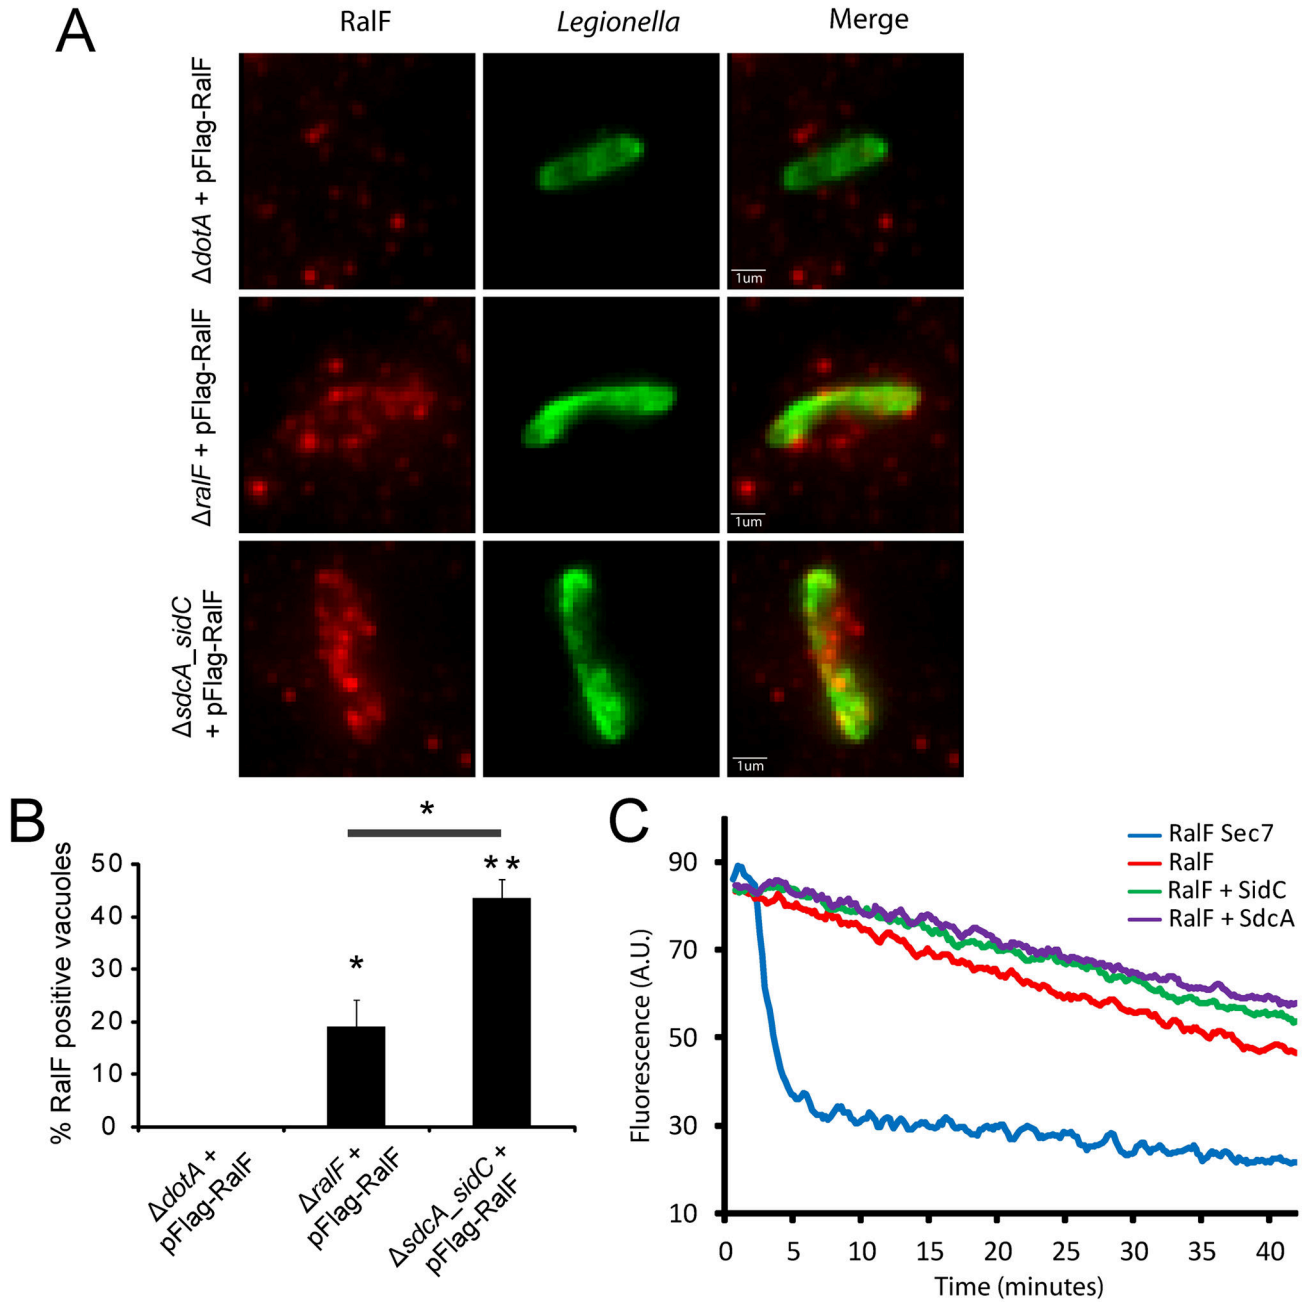 A
RalF
Legionella
Merge
ΔdotA + pFlag-RalF
1um
ΔralF + pFlag-RalF
1um
ΔsdcA_sidC
+ pFlag-RalF
1um
B
% RalF positive vacuoles
50
40
30
20
10
0
*
**
*
ΔdotA +
pFlag-RalF
ΔralF +
pFlag-RalF
ΔsdcA_sidC +
pFlag-RalF
C
Fluorescence (A.U.)
90
70
50
30
10
RalF Sec7
RalF
RalF + SidC
RalF + SdcA
0 5 10 15 20 25 30 35 40
Time (minutes)